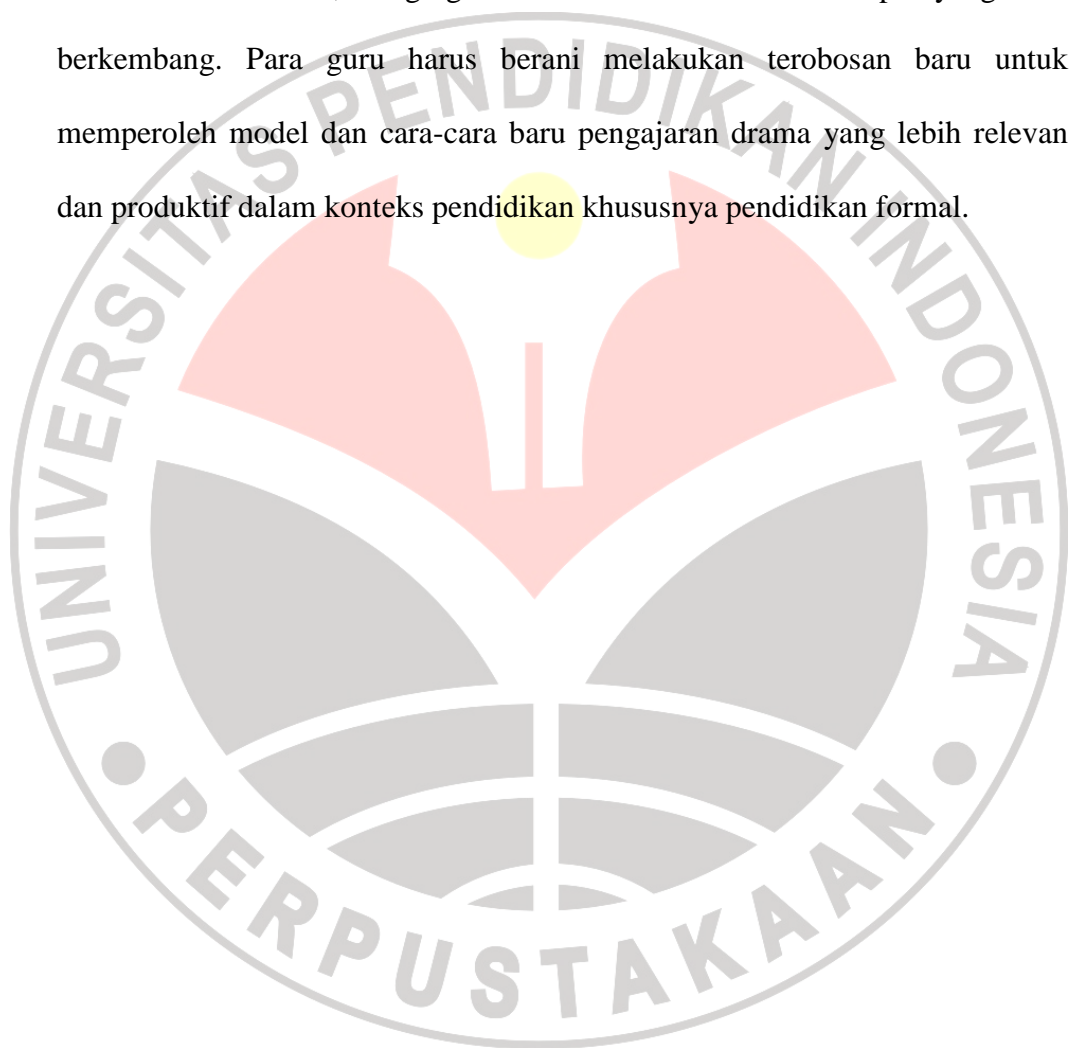 berkembang. Para guru harus berani melakukan terobosan baru untuk
memperoleh model dan cara-cara baru pengajaran drama yang lebih relevan
dan produktif dalam konteks pendidikan khususnya pendidikan formal.
UNIVERSITAS PENDIDIKAN INDONESIA
PERPUSTAKAAN